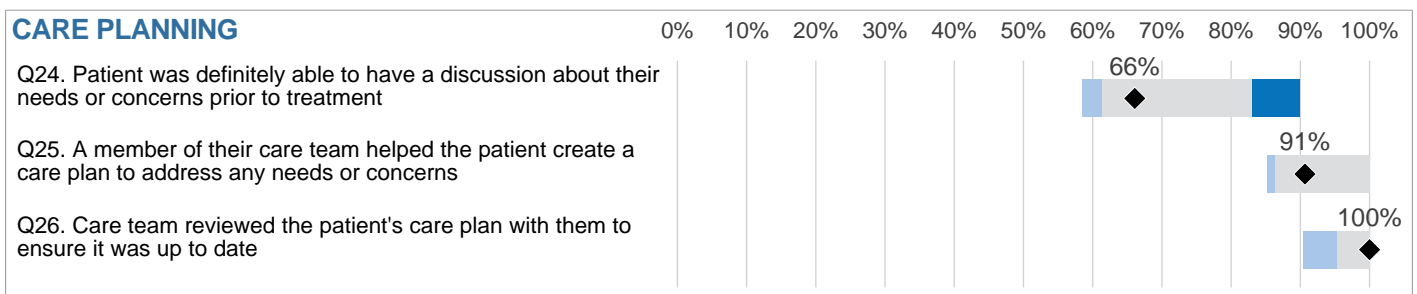 CARE PLANNING
0% 10% 20% 30% 40% 50% 60% 70% 80% 90% 100%
Q24. Patient was definitely able to have a discussion about their
needs or concerns prior to treatment
66%
Q25. A member of their care team helped the patient create a
care plan to address any needs or concerns
91%
Q26. Care team reviewed the patient's care plan with them to
ensure it was up to date
100%